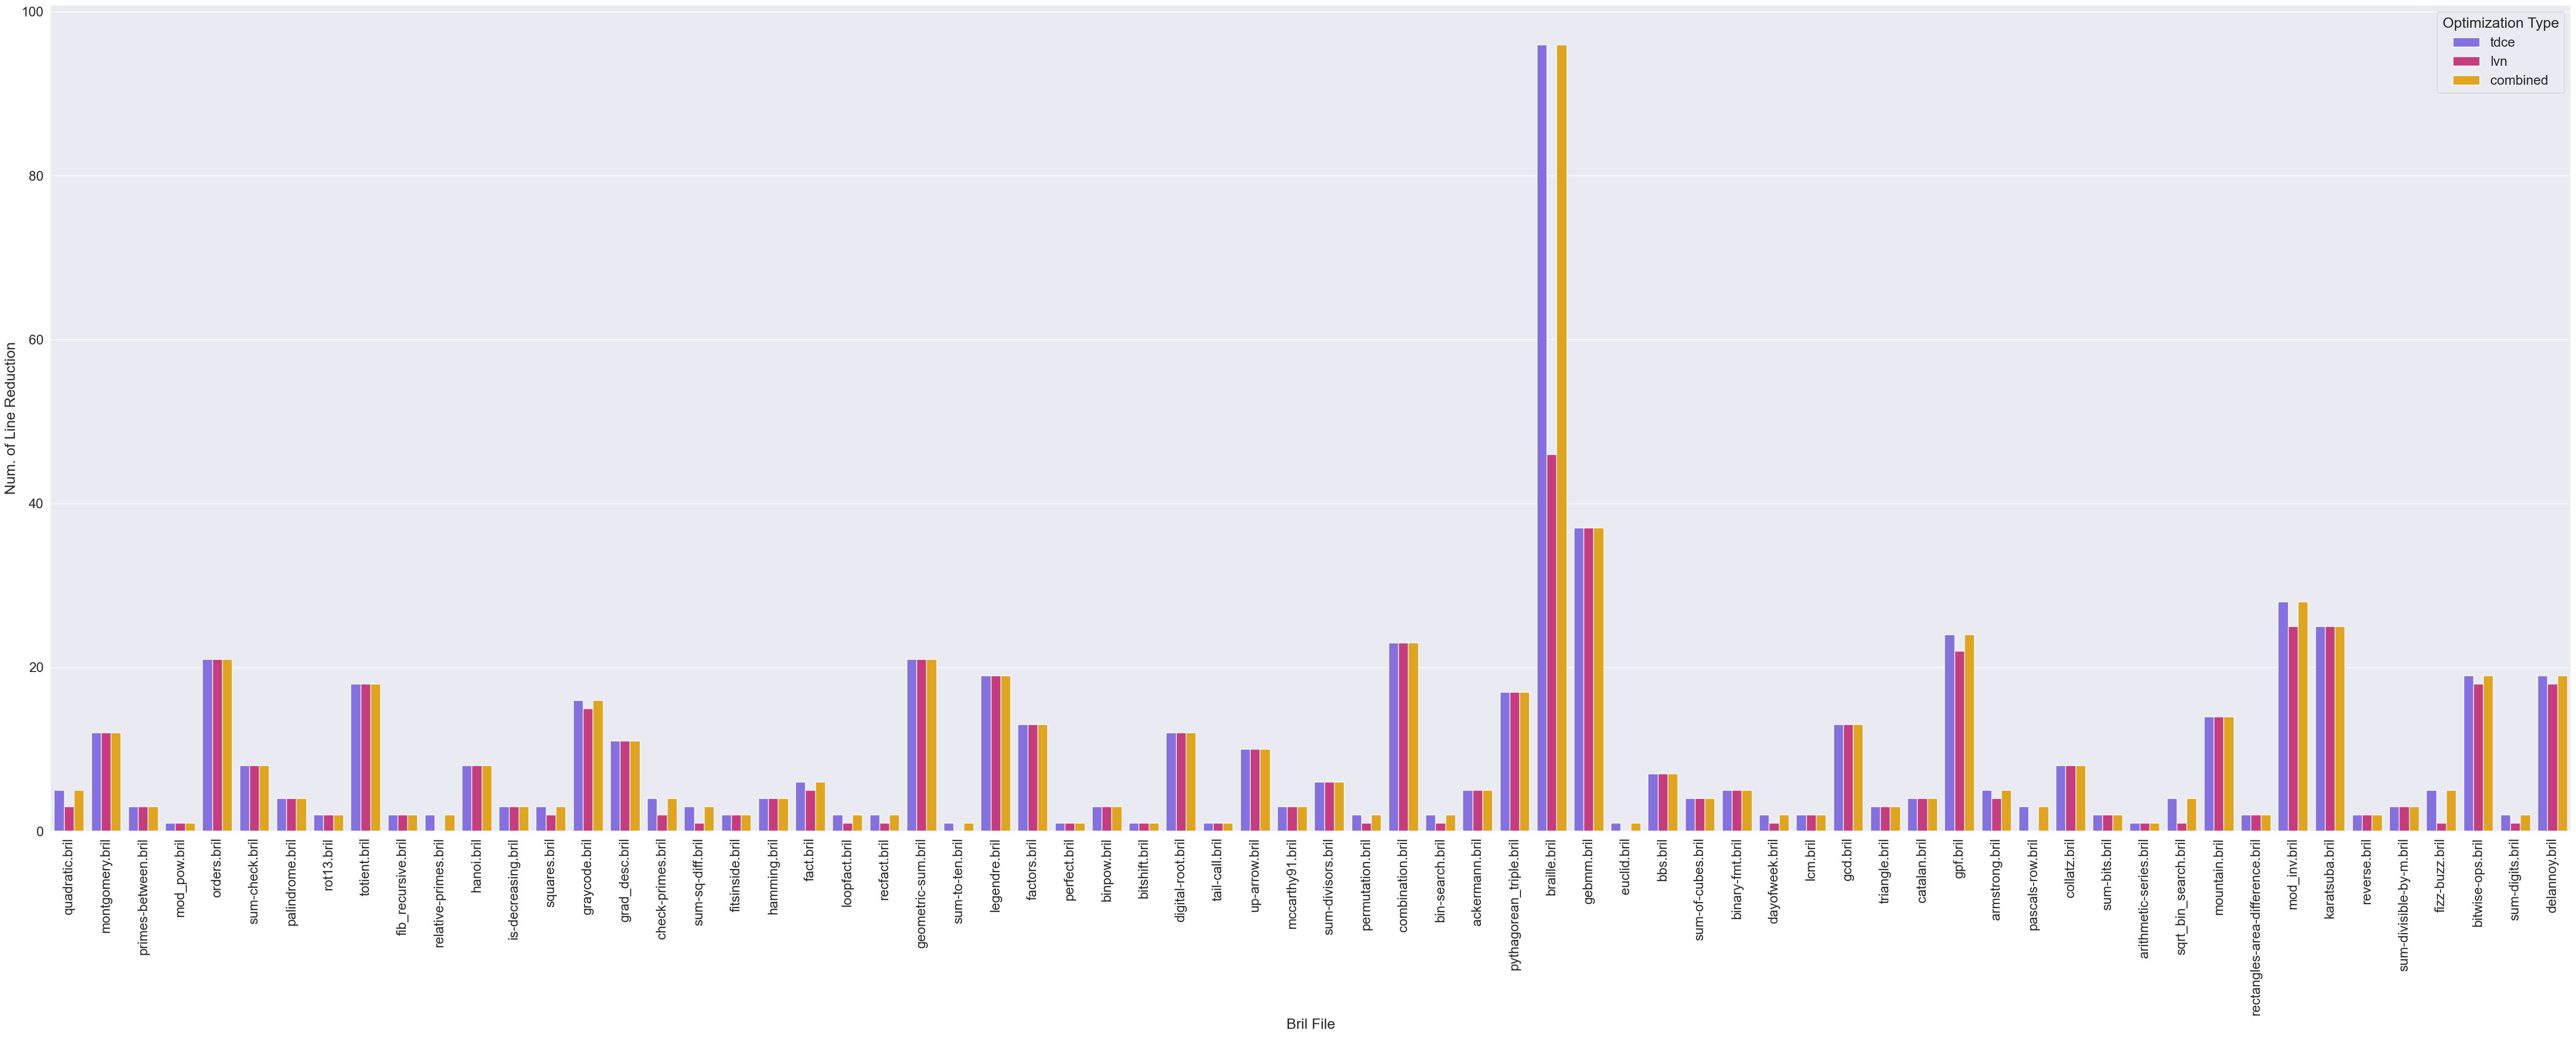 Optimization Type
tdce
lvn
combined
Num. of Line Reduction
100
80
60
40
20
0
quadratic.bril
montgomery.bril
primes-between.bril
mod_pow.bril
orders.bril
sum-check.bril
palindrome.bril
rot13.bril
totient.bril
fib_recursive.bril
relative-primes.bril
hanoi.bril
is-decreasing.bril
squares.bril
graycode.bril
grad_desc.bril
check-primes.bril
sum-sq-diff.bril
fitsinside.bril
hamming.bril
fact.bril
loopfact.bril
recfact.bril
geometric-sum.bril
sum-to-ten.bril
legendre.bril
factors.bril
perfect.bril
binpow.bril
bitshift.bril
digital-root.bril
tail-call.bril
up-arrow.bril
mccarthy91.bril
sum-divisors.bril
permutation.bril
combination.bril
bin-search.bril
ackermann.bril
pythagorean_triple.bril
braille.bril
gebmm.bril
euclid.bril
bbs.bril
sum-of-cubes.bril
binary-fmt.bril
dayofweek.bril
lcm.bril
gcd.bril
triangle.bril
catalan.bril
gpf.bril
armstrong.bril
pascals-row.bril
collatz.bril
sum-bits.bril
arithmetic-series.bril
sqrt_bin_search.bril
mountain.bril
rectangles-area-difference.bril
mod_inv.bril
karatsuba.bril
reverse.bril
sum-divisible-by-m.bril
fizz-buzz.bril
bitwise-ops.bril
sum-digits.bril
delannoy.bril
Bril File